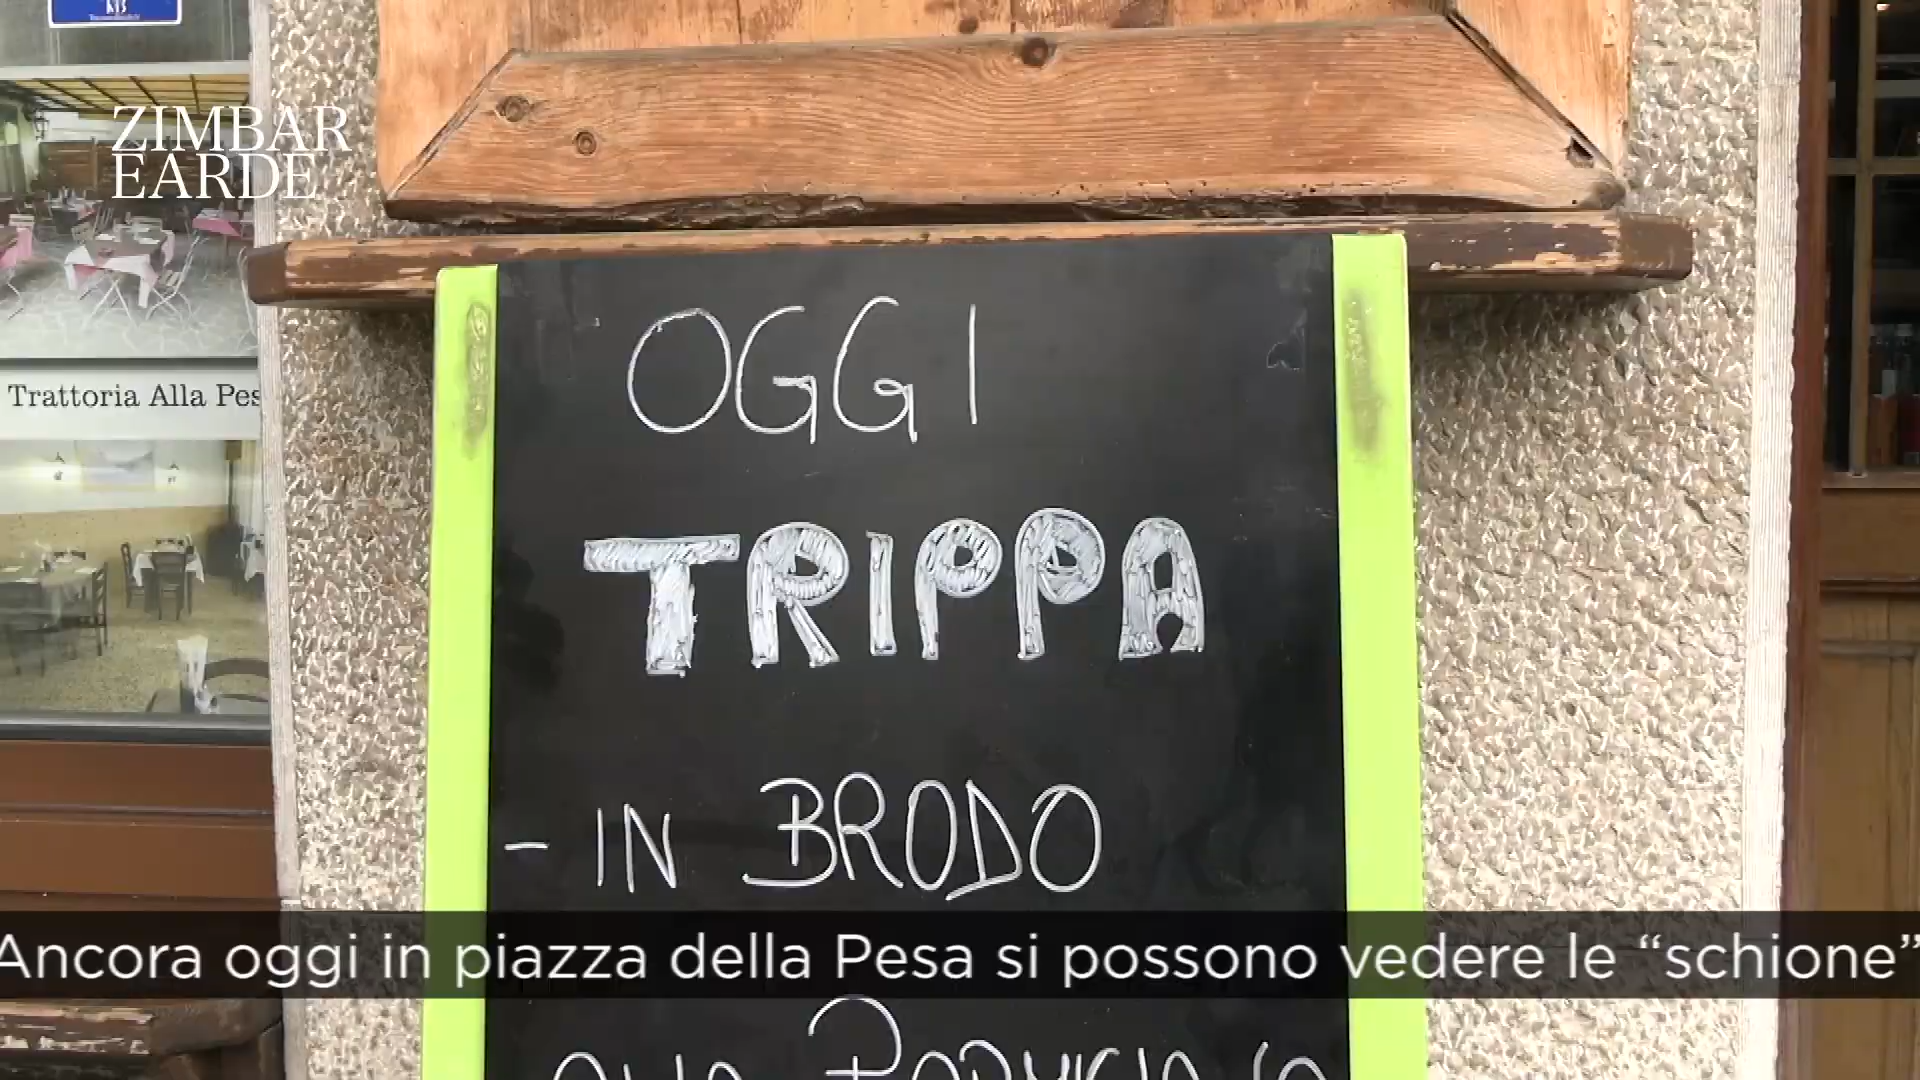 ZIMBAR
EARDE
Trattoria Alla Pes
OGGI
TRIPPA
- IN BRODO
Ancora oggi in piazza della Pesa si possono vedere le “schione”